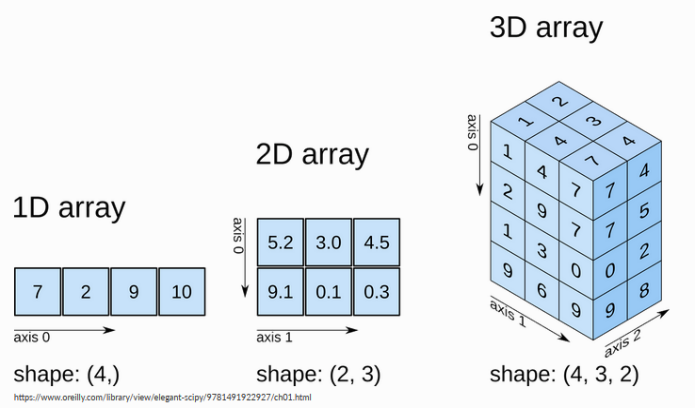 3D array
2D array
1D array
axis 0
7 2 9 10
axis 0
shape: (4,)
axis 0
5.2 3.0 4.5
9.1 0.1 0.3
axis 1
shape: (2, 3)
1 2
4 3
7 4
1 4 7
2 9 7
1 3 0
9 6 9
7 4
7 5
0 2
9 8
axis 1
axis 2
shape: (4, 3, 2)
https://www.oreilly.com/library/view/elegant-scipy/9781491922927/ch01.html